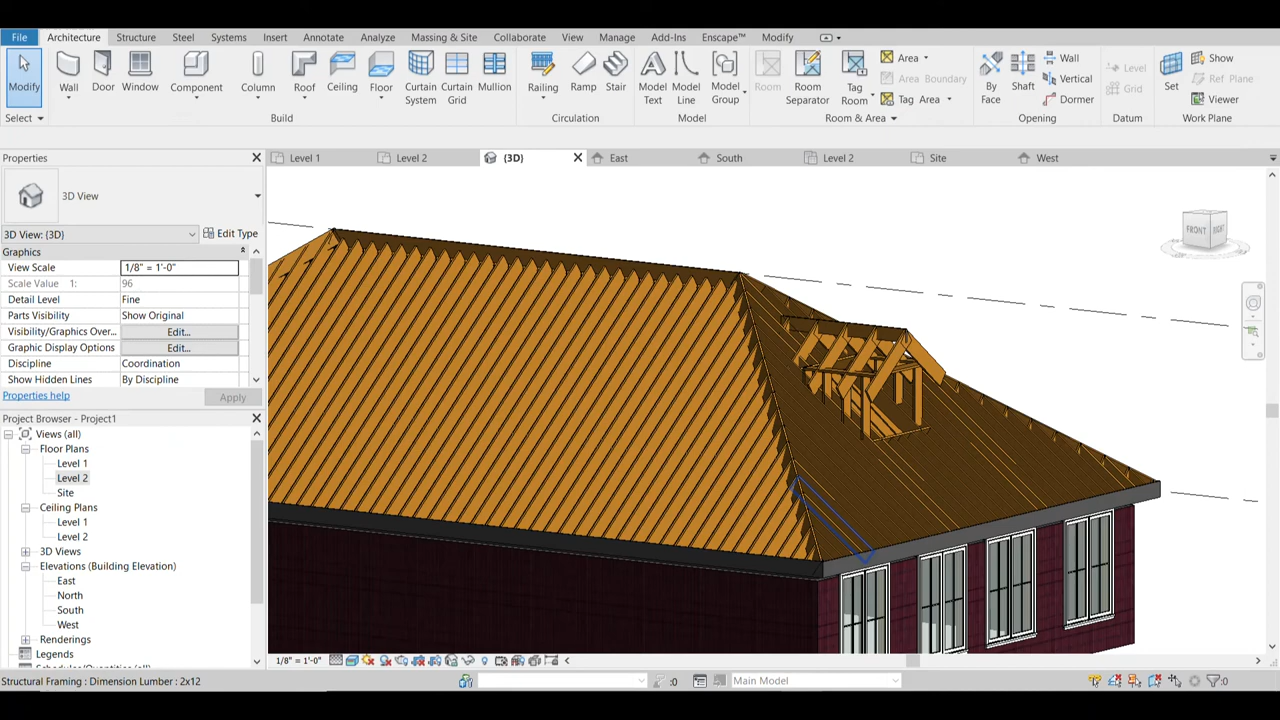 File Architecture Structure Steel Systems Insert Annotate Analyze Massing & Site Collaborate View Manage Add-Ins Enscape™ Modify
Modify Wall Door Window Component Column Roof Ceiling Floor Curtain System Curtain Grid Mullion Railing Ramp Stair Model Text Model Line Model Group Room Room Separator Tag Room Area Area Boundary Tag Area By Face Shaft Wall Vertical Dormer Level Grid Set Show Ref Plane Viewer
Select Build Circulation Model Room & Area Opening Datum Work Plane
Properties
Level 1 Level 2 (3D) East South Level 2 Site West
3D View
3D View: {3D} Edit Type
Graphics
View Scale 1/8" = 1'-0"
Scale Value 1: 96
Detail Level Fine
Parts Visibility Show Original
Visibility/Graphics Over... Edit...
Graphic Display Options Edit...
Discipline Coordination
Show Hidden Lines By Discipline
Properties help Apply
FRONT RIGHT
Project Browser - Project1
Views (all)
Floor Plans
Level 1
Level 2
Site
Ceiling Plans
Level 1
Level 2
3D Views
Elevations (Building Elevation)
East
North
South
West
Renderings
Legends
1/8" = 1'-0"
Structural Framing : Dimension Lumber : 2x12
:0
Main Model
:0